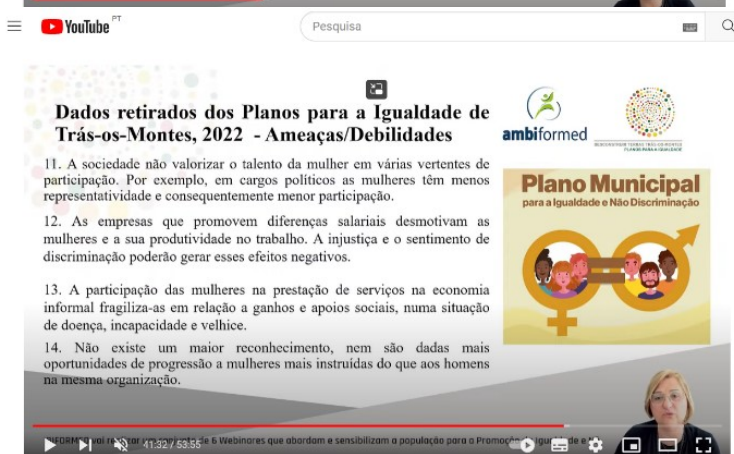 YouTube PT
Pesquisa
Dados retirados dos Planos para a Igualdade de
Trás-os-Montes, 2022 - Ameaças/Debilidades
11. A sociedade não valorizar o talento da mulher em várias vertentes de
participação. Por exemplo, em cargos políticos as mulheres têm menos
representatividade e consequentemente menor participação.
12. As empresas que promovem diferenças salariais desmotivam as
mulheres e a sua produtividade no trabalho. A injustiça e o sentimento de
discriminação poderão gerar esses efeitos negativos.
13. A participação das mulheres na prestação de serviços na economia
informal fragiliza-as em relação a ganhos e apoios sociais, numa situação
de doença, incapacidade e velhice.
14. Não existe um maior reconhecimento, nem são dadas mais
oportunidades de progressão a mulheres mais instruídas do que aos homens
na mesma organização.
ambiformed
PLANOS PARA A IGUALDADE
Plano Municipal
para a Igualdade e Não Discriminação
vai de 6 Webinares que abordam e sensibilizam a população para a
41:32 / 53:55